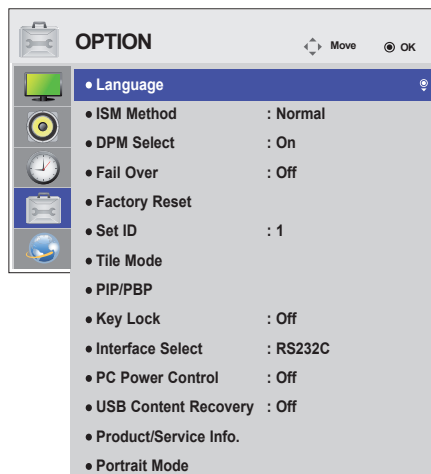 OPTION
Move
OK
● Language
● ISM Method : Normal
● DPM Select : On
● Fail Over : Off
● Factory Reset
● Set ID : 1
● Tile Mode
● PIP/PBP
● Key Lock : Off
● Interface Select : RS232C
● PC Power Control : Off
● USB Content Recovery : Off
● Product/Service Info.
● Portrait Mode